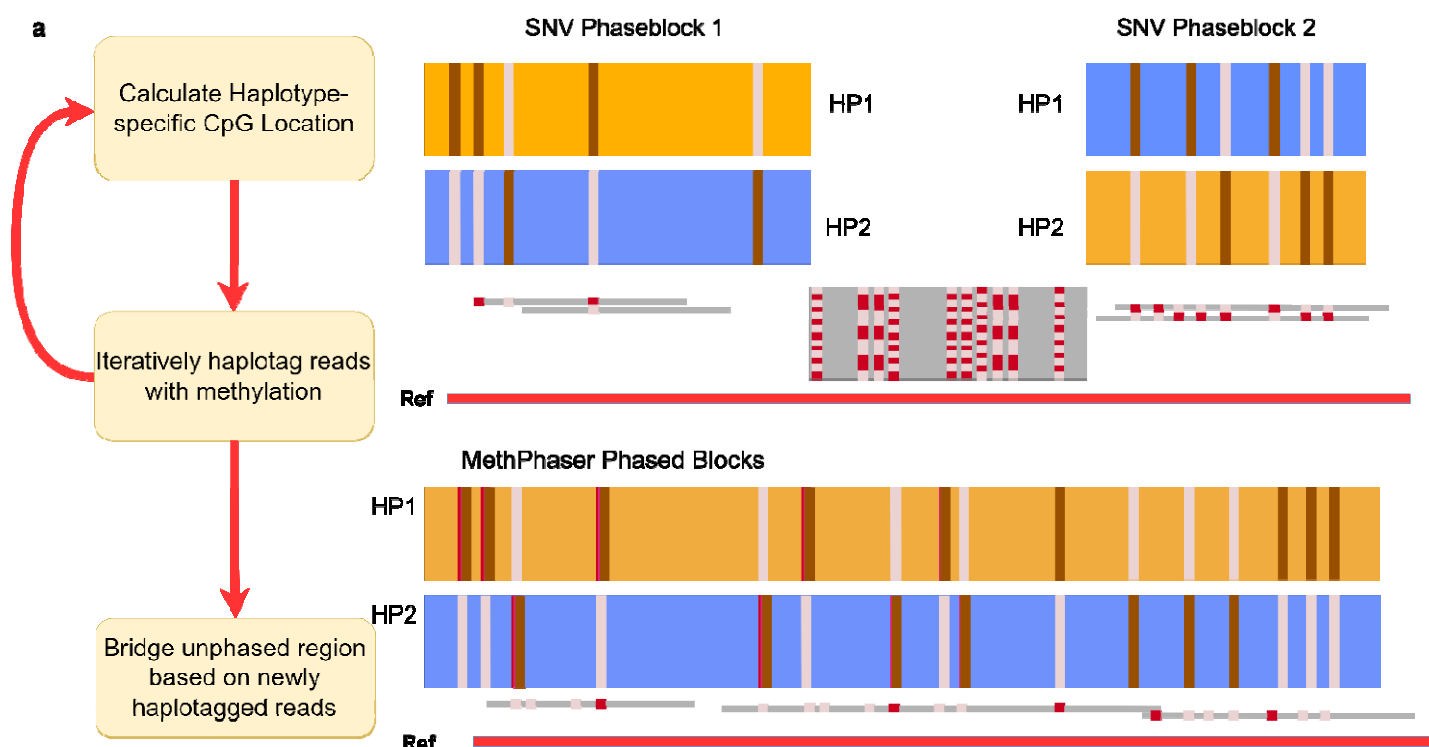 a
Calculate Haplotype-
specific CpG Location
Iteratively haplotag reads
with methylation
Bridge unphased region
based on newly
haplotagged reads
SNV Phaseblock 1
SNV Phaseblock 2
HP1
HP1
HP2
HP2
Ref
MethPhaser Phased Blocks
HP1
HP2
Ref